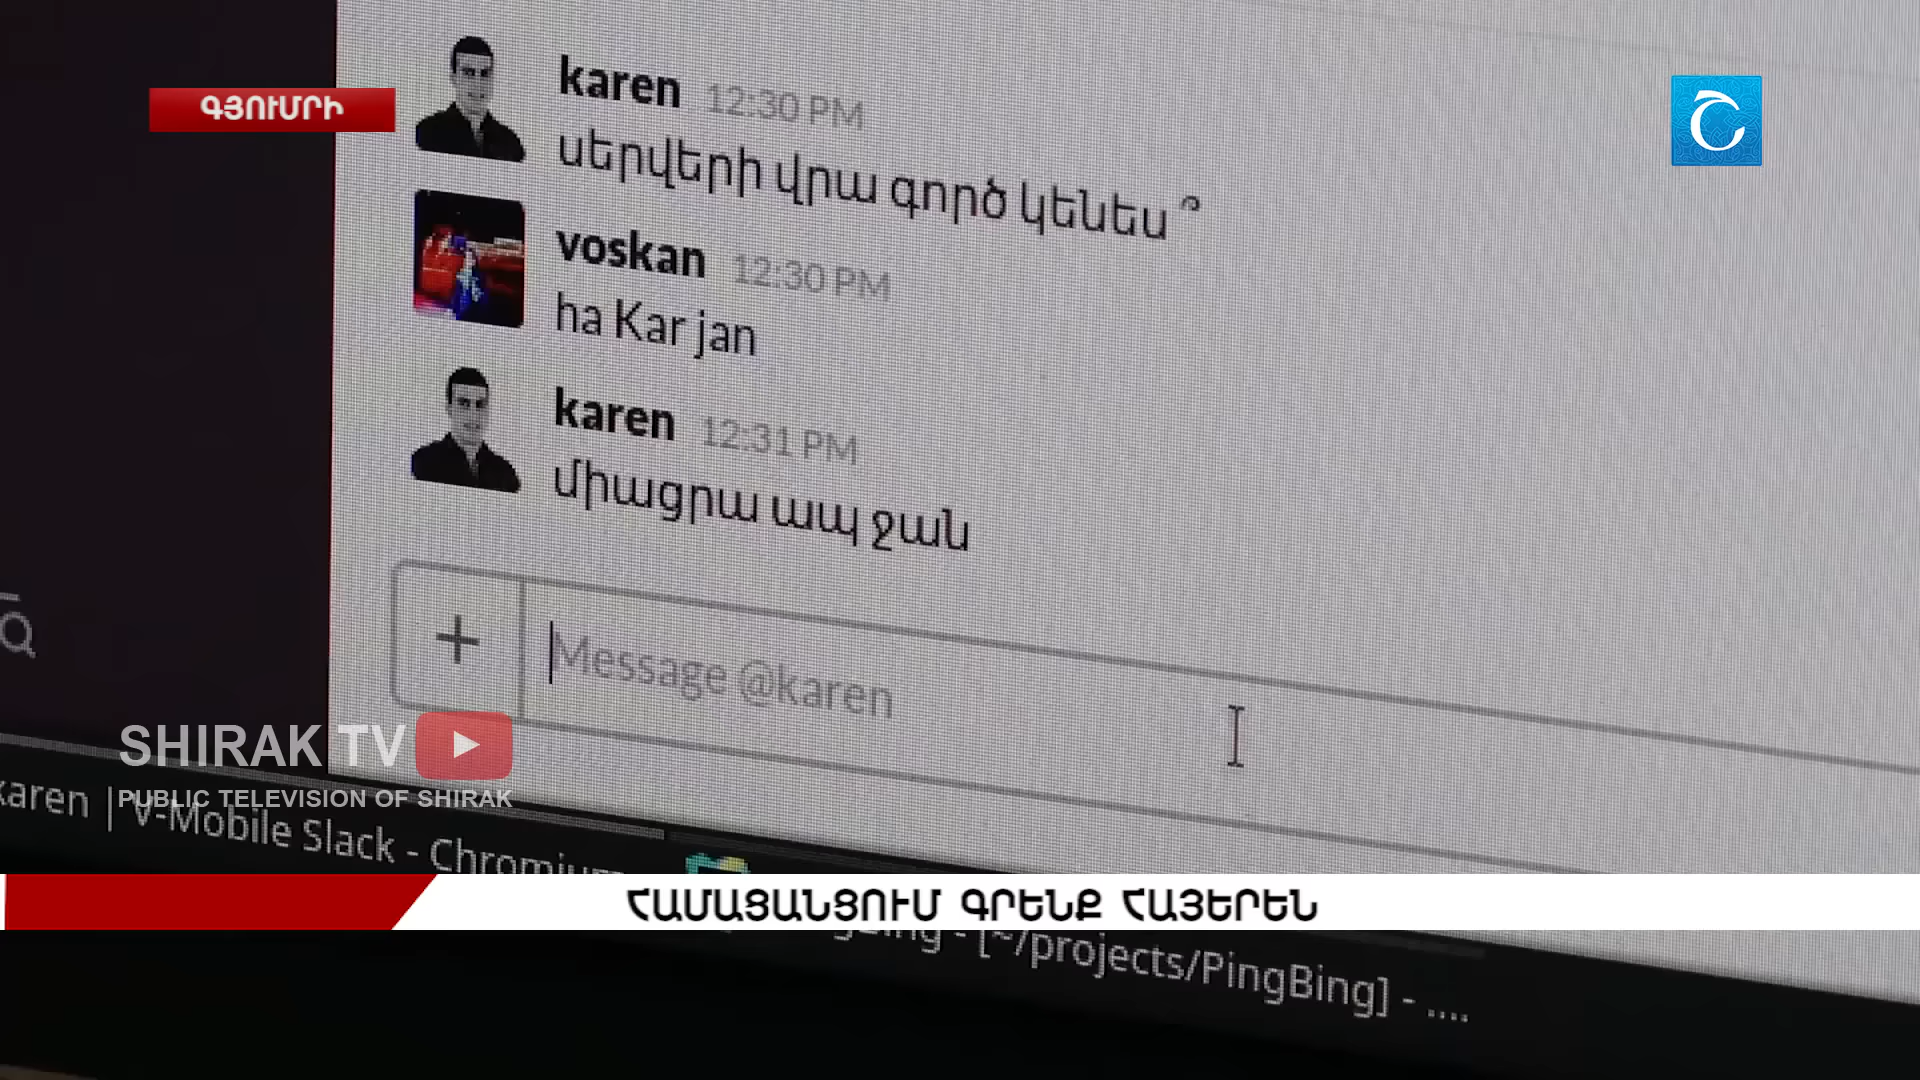 ԳՅՈՒՄՐԻ
karen 12:30 PM
սերվերի վրա գործ կենես ՞
voskan 12:30 PM
ha Kar jan
karen 12:31 PM
միացրա ապ ջան
Message @karen
SHIRAK TV
PUBLIC TELEVISION OF SHIRAK
karen | V-Mobile Slack - Chromium
ՀԱՄԱՑԱՆՑՈՒՄ ԳՐԵՆՔ ՀԱՅԵՐԵՆ
- [~/projects/PingBing] - ....